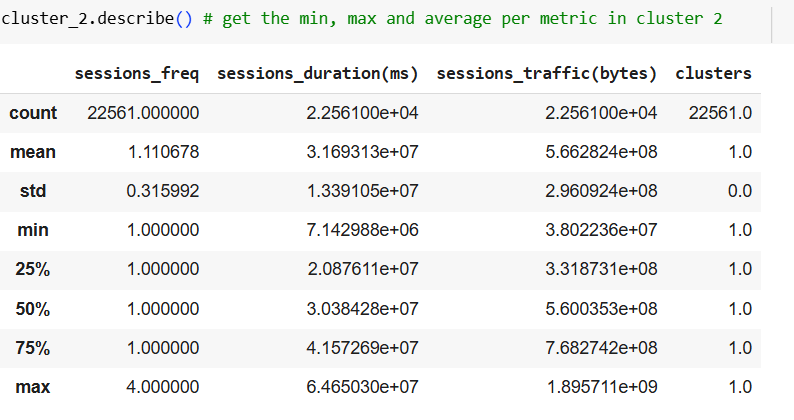 cluster_2.describe() # get the min, max and average per metric in cluster 2
sessions_freq sessions_duration(ms) sessions_traffic(bytes) clusters
count 22561.000000 2.256100e+04 2.256100e+04 22561.0
mean 1.110678 3.169313e+07 5.662824e+08 1.0
std 0.315992 1.339105e+07 2.960924e+08 0.0
min 1.000000 7.142988e+06 3.802236e+07 1.0
25% 1.000000 2.087611e+07 3.318731e+08 1.0
50% 1.000000 3.038428e+07 5.600353e+08 1.0
75% 1.000000 4.157269e+07 7.682742e+08 1.0
max 4.000000 6.465030e+07 1.895711e+09 1.0